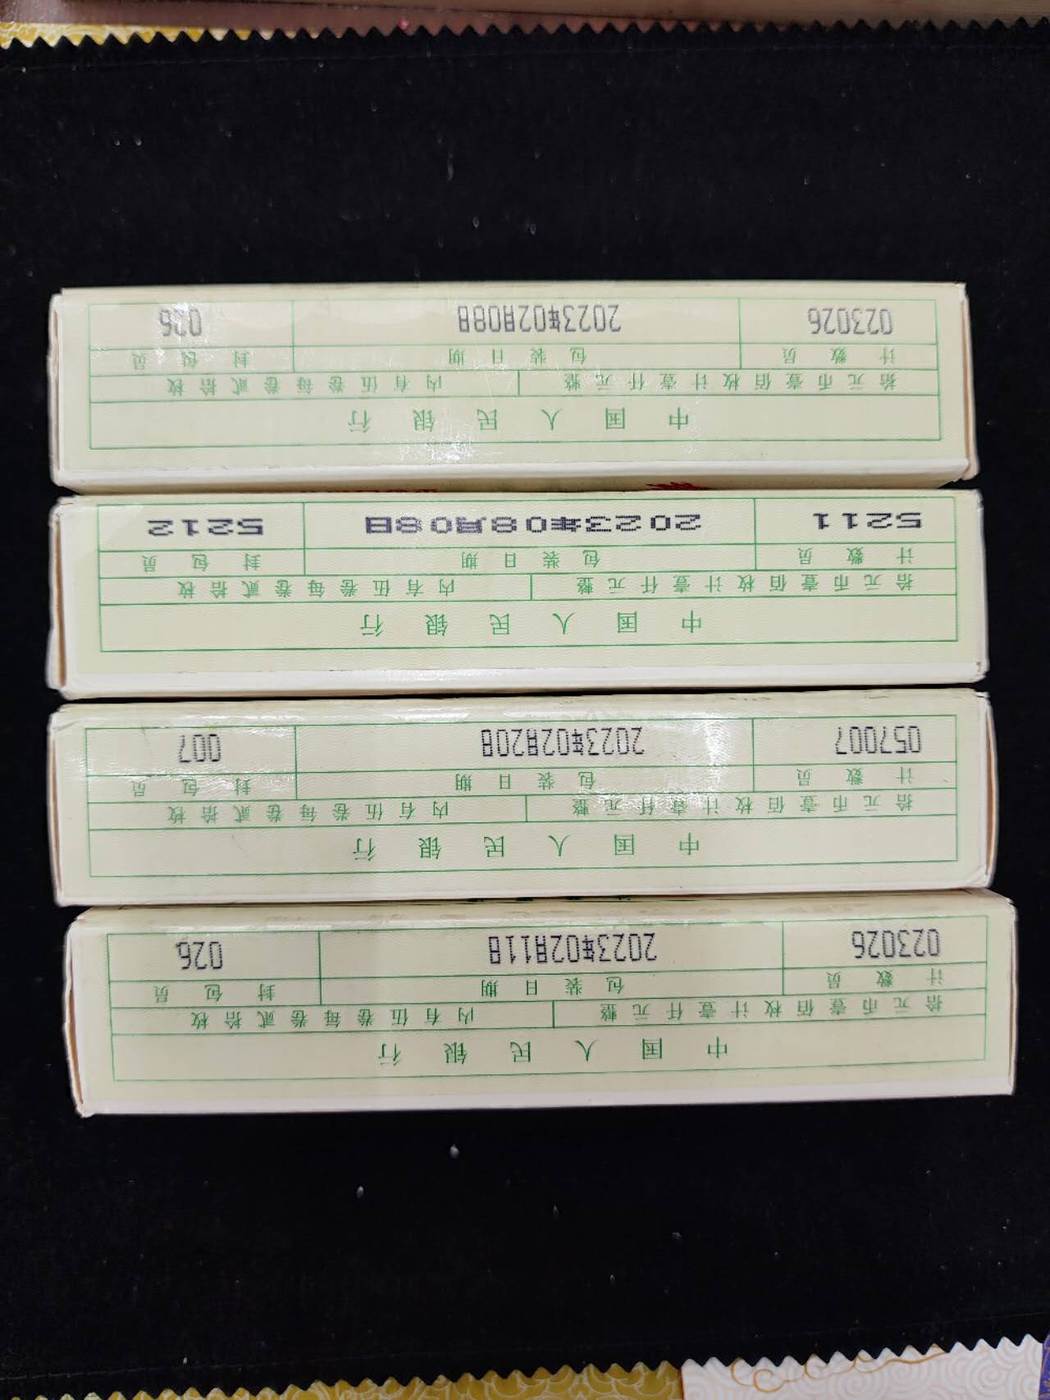 中国人民银行
拾元币壹佰枚计壹仟元整 内有伍卷每卷贰拾枚
计数员 包装日期 封包员
023026 2023年02月11日 026
中国人民银行
拾元币壹佰枚计壹仟元整 内有伍卷每卷贰拾枚
计数员 包装日期 封包员
057007 2023年02月20日 007
中国人民银行
拾元币壹佰枚计壹仟元整 内有伍卷每卷贰拾枚
计数员 包装日期 封包员
5211 2023年08月08日 5212
中国人民银行
拾元币壹佰枚计壹仟元整 内有伍卷每卷贰拾枚
计数员 包装日期 封包员
023026 2023年02月08日 026